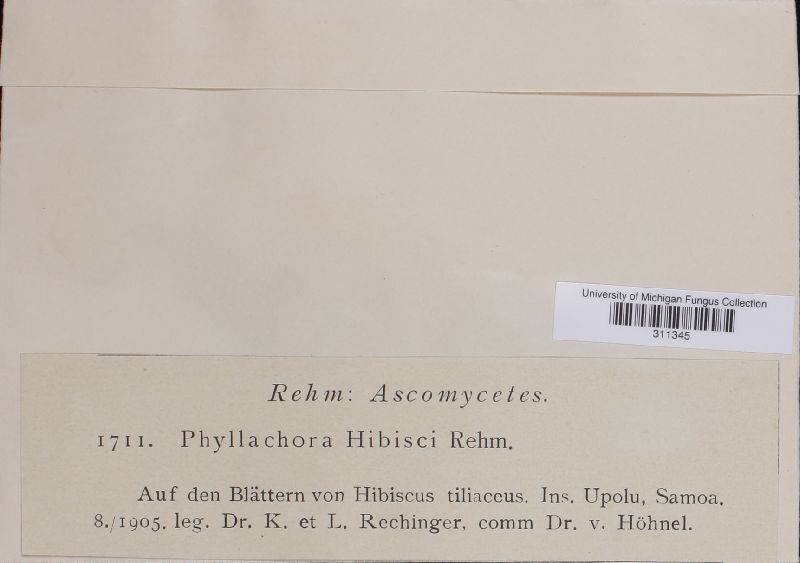 University of Michigan Fungus Collection
311345
Rehm: Ascomycetes.
1711. Phyllachora Hibisci Rehm.
Auf den Blättern von Hibiscus tiliaceus. Ins. Upolu, Samoa.
8./1905. leg. Dr. K. et L. Rechinger, comm Dr. v. Höhnel.